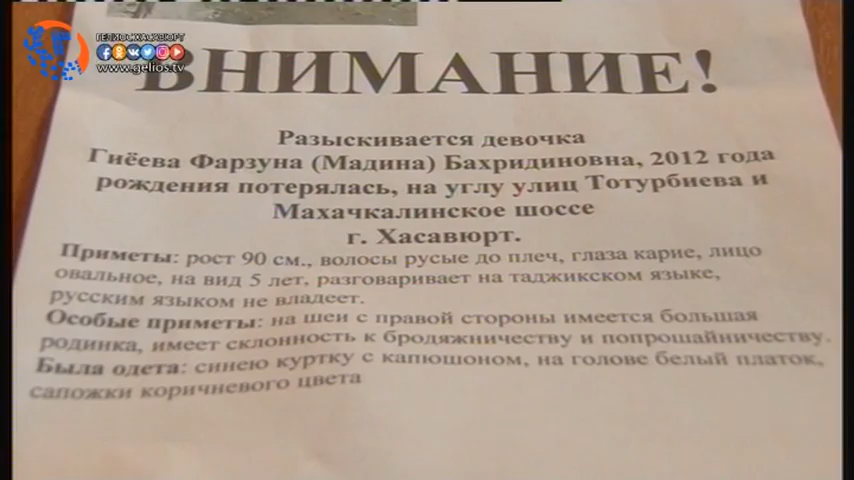 ГЕЛИОС ХАСАВЮРТ
www.gelios.tv
ВНИМАНИЕ!
Разыскивается девочка
Гиёева Фарзуна (Мадина) Бахридиновна, 2012 года
рождения потерялась, на углу улиц Тотурбиева и
Махачкалинское шоссе
г. Хасавюрт.
Приметы: рост 90 см., волосы русые до плеч, глаза карие, лицо
овальное, на вид 5 лет, разговаривает на таджикском языке,
русским языком не владеет.
Особые приметы: на шеи с правой стороны имеется большая
родинка, имеет склонность к бродяжничеству и попрошайничеству.
Была одета: синею куртку с капюшоном, на голове белый платок,
сапожки коричневого цвета